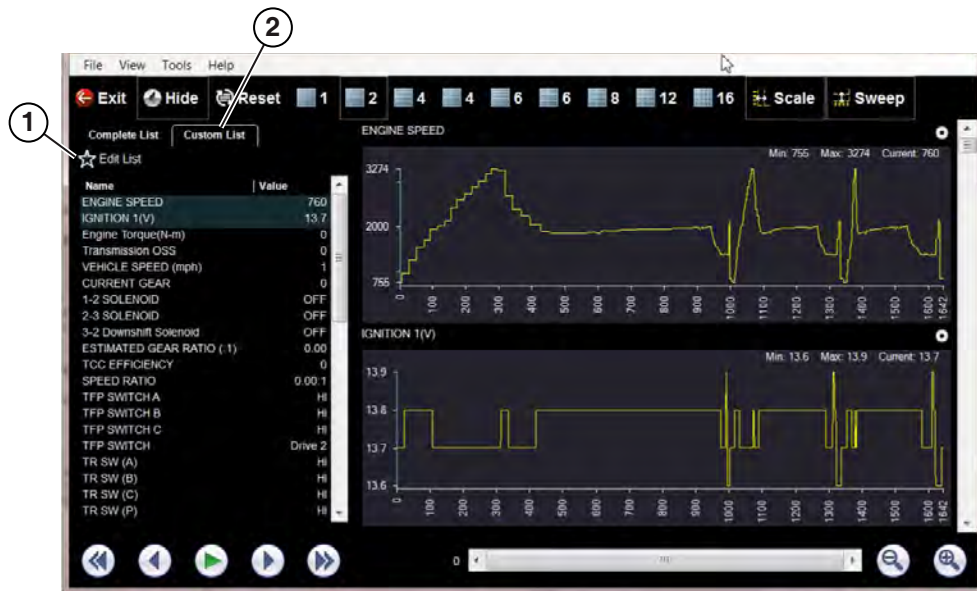 2
1
File View Tools Help
Exit Hide Reset 1 2 4 4 6 6 8 12 16 Scale Sweep
Complete List Custom List
Edit List
Name Value
ENGINE SPEED 760
IGNITION 1(V) 13.7
Engine Torque(N-m) 0
Transmission OSS 0
VEHICLE SPEED (mph) 1
CURRENT GEAR 0
1-2 SOLENOID OFF
2-3 SOLENOID OFF
3-2 Downshift Solenoid OFF
ESTIMATED GEAR RATIO (:1) 0.00
TCC EFFICIENCY 0
SPEED RATIO 0.00:1
TFP SWITCH A HI
TFP SWITCH B HI
TFP SWITCH C HI
TFP SWITCH Drive 2
TR SW (A) HI
TR SW (B) HI
TR SW (C) HI
TR SW (P) HI
ENGINE SPEED
Min: 755 Max: 3274 Current: 760
3274
2000
755
0 100 200 300 400 500 600 700 800 900 1000 1100 1200 1300 1400 1500 1600 1642
IGNITION 1(V)
Min: 13.6 Max: 13.9 Current: 13.7
13.9
13.8
13.7
13.6
0 100 200 300 400 500 600 700 800 900 1000 1100 1200 1300 1400 1500 1600 1642
0